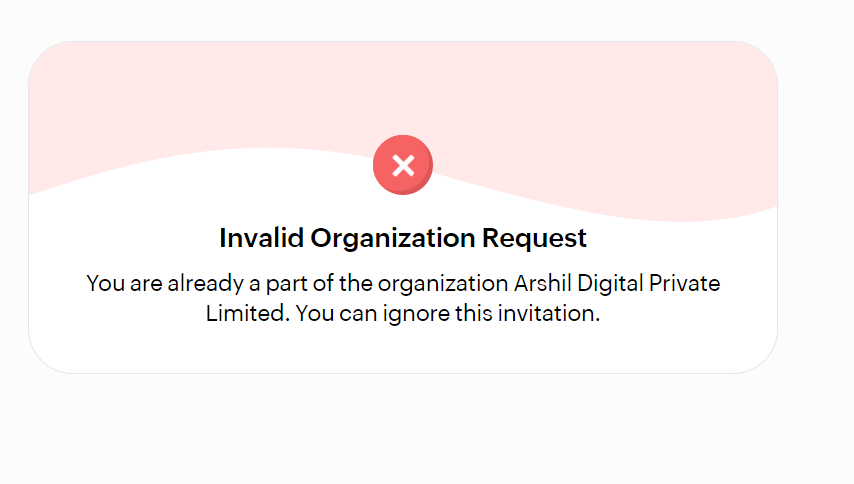 Invalid Organization Request
You are already a part of the organization Arshil Digital Private
Limited. You can ignore this invitation.